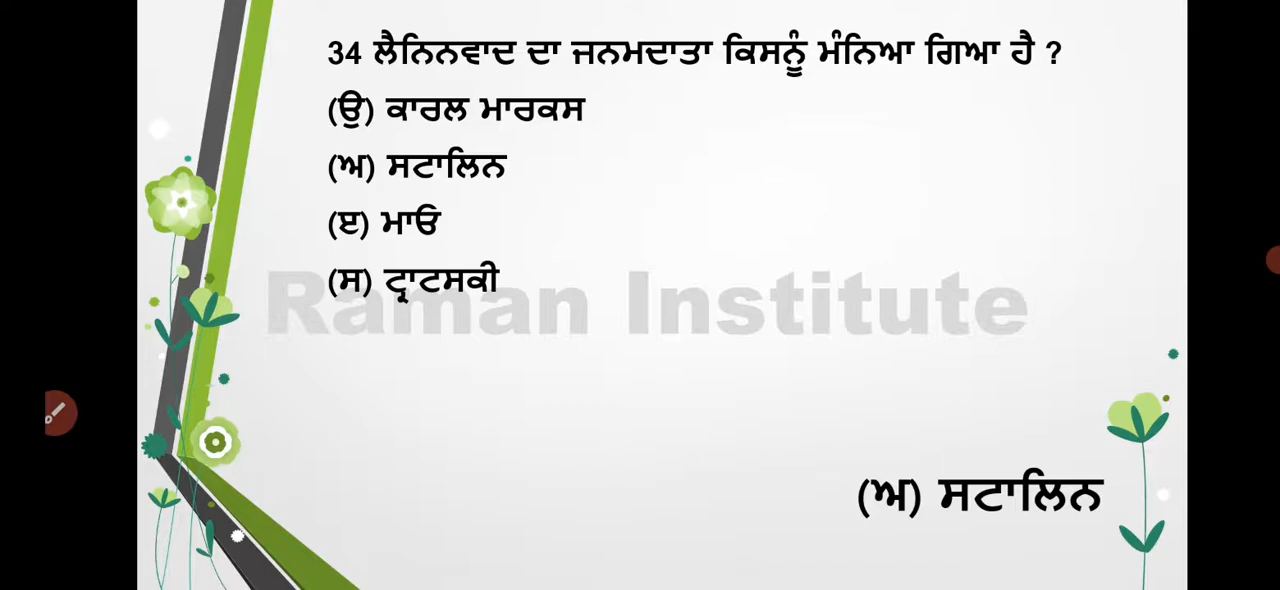 34 ਲੈਨਿਨਵਾਦ ਦਾ ਜਨਮਦਾਤਾ ਕਿਸਨੂੰ ਮੰਨਿਆ ਗਿਆ ਹੈ ?
(ੳ) ਕਾਰਲ ਮਾਰਕਸ
(ਅ) ਸਟਾਲਿਨ
(ੲ) ਮਾਓ
(ਸ) ਟ੍ਰਾਟਸਕੀ
Raman Institute
(ਅ) ਸਟਾਲਿਨ